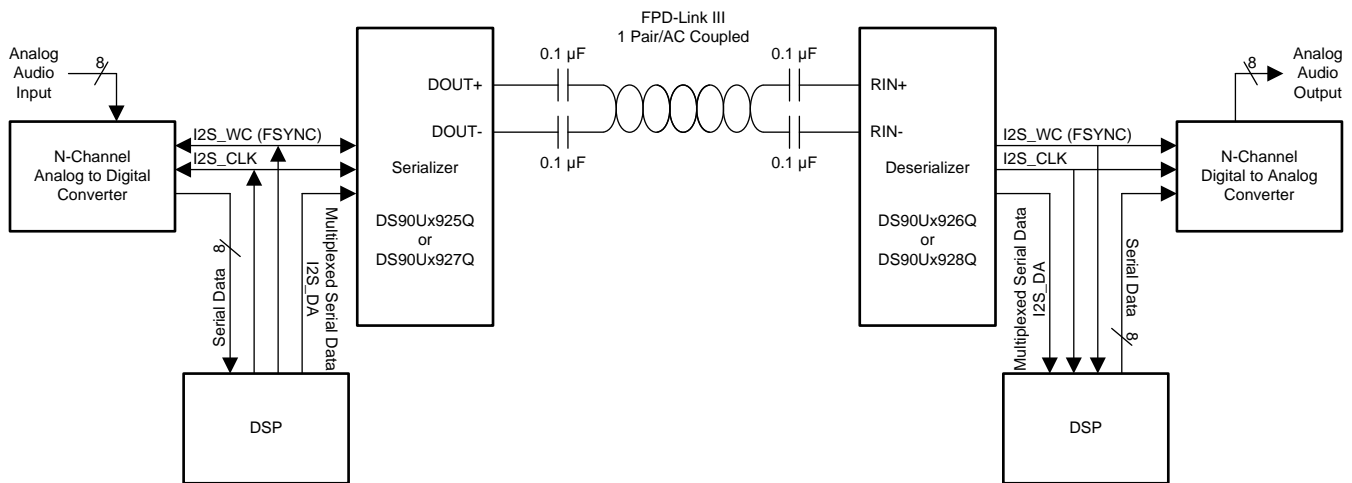 FPD-Link III
1 Pair/AC Coupled
Analog
Audio
Input
8
0.1 µF
0.1 µF
8
Analog
Audio
Output
DOUT+
RIN+
DOUT-
RIN-
I2S_WC (FSYNC)
I2S_CLK
N-Channel
Analog to Digital
Converter
0.1 µF
0.1 µF
Serializer
Deserializer
I2S_WC (FSYNC)
I2S_CLK
N-Channel
Digital to Analog
Converter
DS90Ux925Q
or
DS90Ux927Q
DS90Ux926Q
or
DS90Ux928Q
Serial Data
8
Multiplexed Serial Data
I2S_DA
Multiplexed Serial Data
I2S_DA
Serial Data
8
DSP
DSP